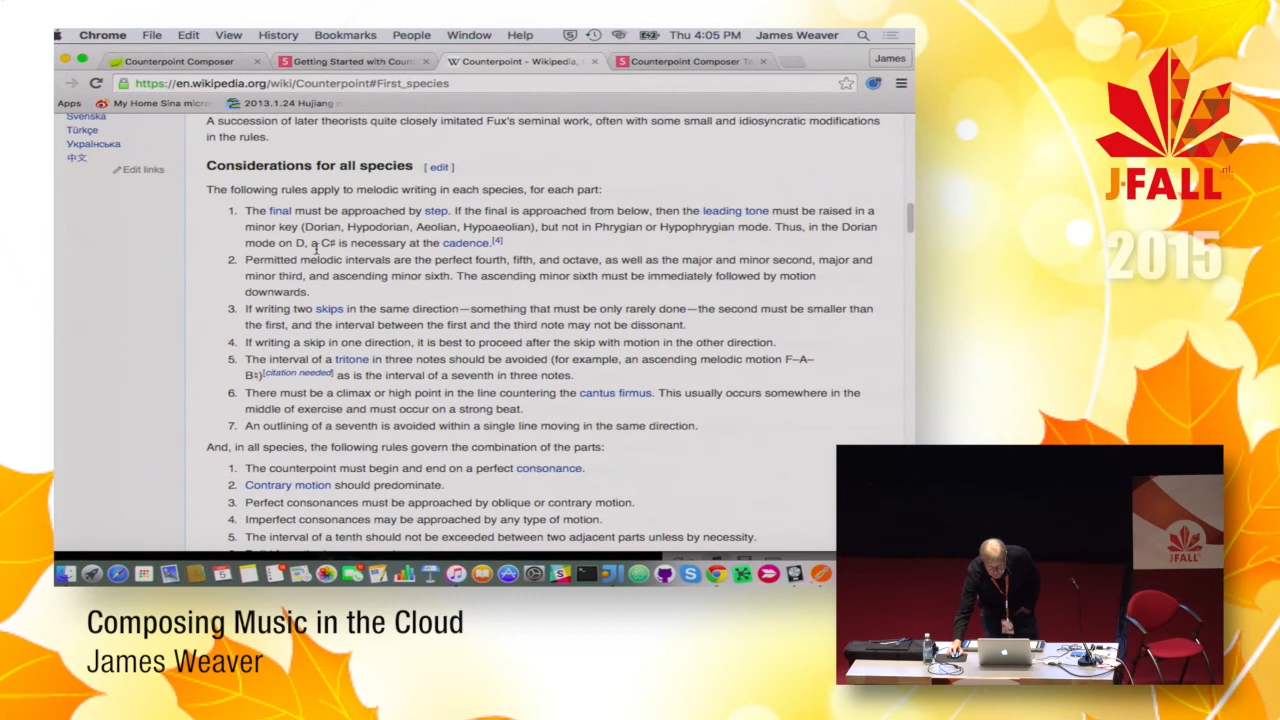 Chrome File Edit View History Bookmarks People Window Help Thu 4:05 PM James Weaver
Counterpoint Composer × Getting Started with Coun × Counterpoint - Wikipedia, × Counterpoint Composer Te × James
https://en.wikipedia.org/wiki/Counterpoint#First_species
Apps My Home Sina micro 2013.1.24 Hujiang
Svenska
Türkçe
Українська
中文
Edit links
A succession of later theorists quite closely imitated Fux's seminal work, often with some small and idiosyncratic modifications
in the rules.
Considerations for all species [ edit ]
The following rules apply to melodic writing in each species, for each part:
1. The final must be approached by step. If the final is approached from below, then the leading tone must be raised in a
minor key (Dorian, Hypodorian, Aeolian, Hypoaeolian), but not in Phrygian or Hypophrygian mode. Thus, in the Dorian
mode on D, a C♯ is necessary at the cadence.[4]
2. Permitted melodic intervals are the perfect fourth, fifth, and octave, as well as the major and minor second, major and
minor third, and ascending minor sixth. The ascending minor sixth must be immediately followed by motion
downwards.
3. If writing two skips in the same direction—something that must be only rarely done—the second must be smaller than
the first, and the interval between the first and the third note may not be dissonant.
4. If writing a skip in one direction, it is best to proceed after the skip with motion in the other direction.
5. The interval of a tritone in three notes should be avoided (for example, an ascending melodic motion F–A–
B♮)[citation needed] as is the interval of a seventh in three notes.
6. There must be a climax or high point in the line countering the cantus firmus. This usually occurs somewhere in the
middle of exercise and must occur on a strong beat.
7. An outlining of a seventh is avoided within a single line moving in the same direction.
And, in all species, the following rules govern the combination of the parts:
1. The counterpoint must begin and end on a perfect consonance.
2. Contrary motion should predominate.
3. Perfect consonances must be approached by oblique or contrary motion.
4. Imperfect consonances may be approached by any type of motion.
5. The interval of a tenth should not be exceeded between two adjacent parts unless by necessity.
J-FALL.nl
2015
J-FALL
Composing Music in the Cloud
James Weaver